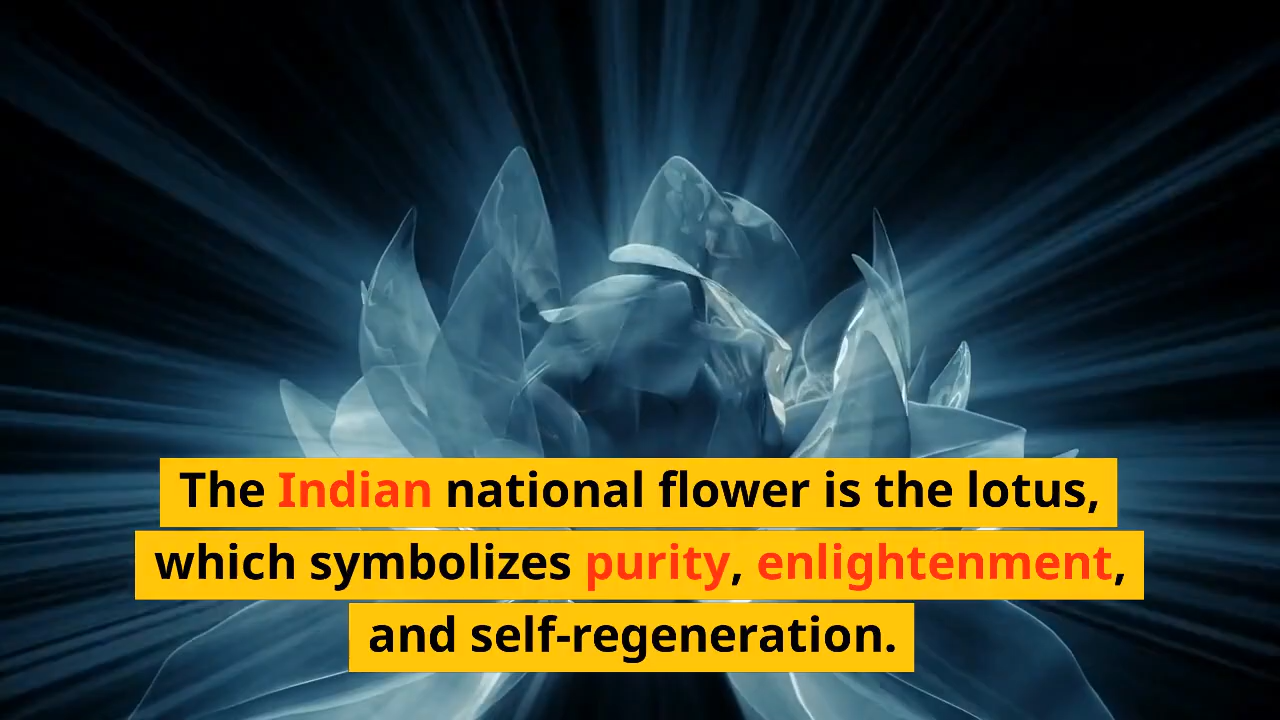 The Indian national flower is the lotus,
which symbolizes purity, enlightenment,
and self-regeneration.